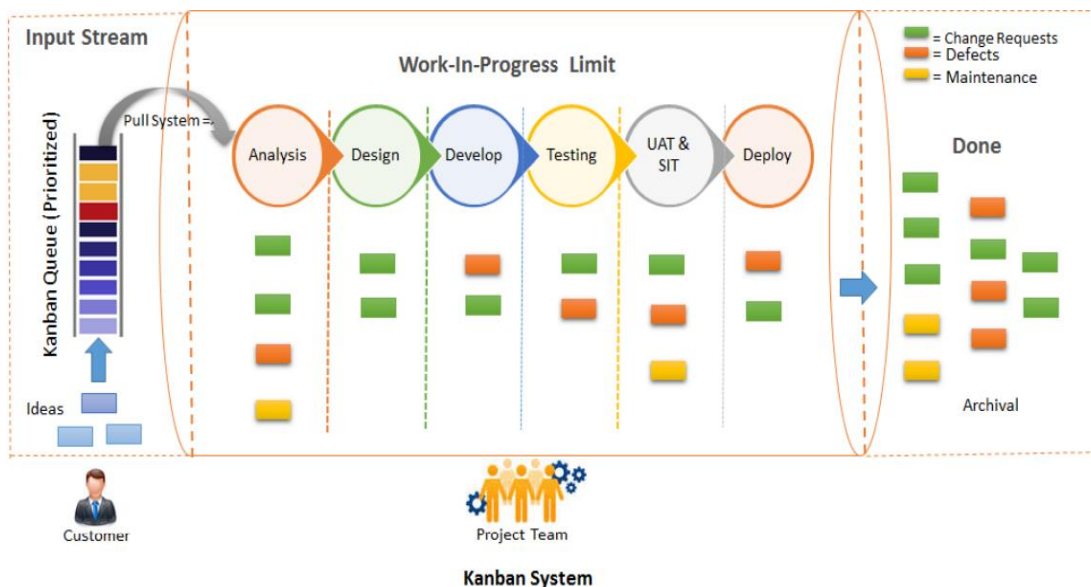 Input Stream
Work-In-Progress Limit
= Change Requests
= Defects
= Maintenance
Kanban Queue (Prioritized)
Pull System =
Analysis
Design
Develop
Testing
UAT &
SIT
Deploy
Done
Ideas
Archival
Customer
Project Team
Kanban System